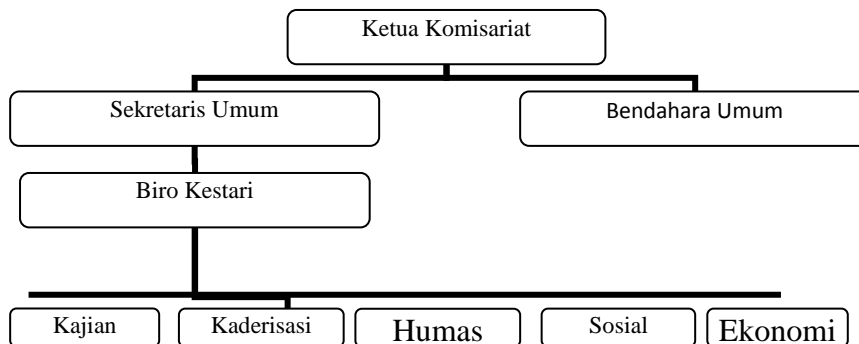 Ketua Komisariat
Sekretaris Umum
Bendahara Umum
Biro Kestari
Kajian
Kaderisasi
Humas
Sosial
Ekonomi